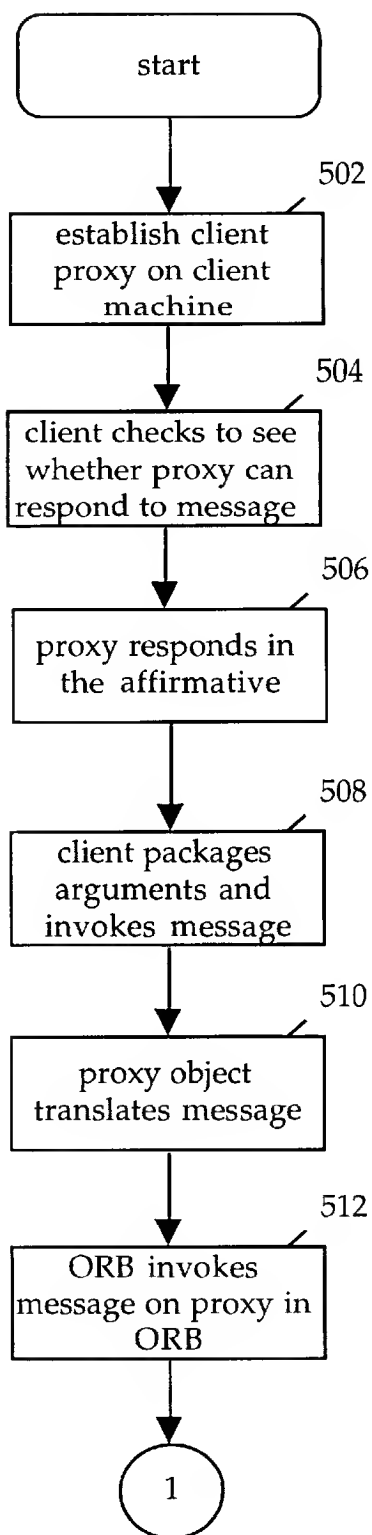 start
502
establish client
proxy on client
machine
504
client checks to see
whether proxy can
respond to message
506
proxy responds in
the affirmative
508
client packages
arguments and
invokes message
510
proxy object
translates message
512
ORB invokes
message on proxy in
ORB
1